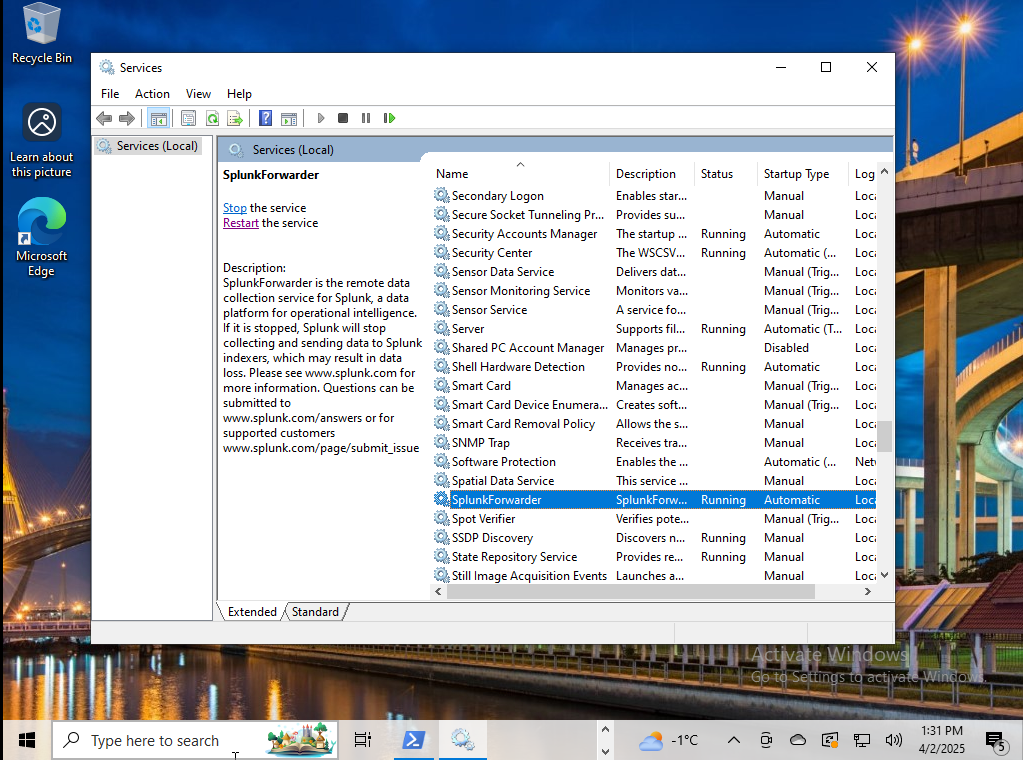 Recycle Bin
Learn about
this picture
Microsoft
Edge
Services
File Action View Help
Services (Local)
Services (Local)
SplunkForwarder
Stop the service
Restart the service
Description:
SplunkForwarder is the remote data
collection service for Splunk, a data
platform for operational intelligence.
If it is stopped, Splunk will stop
collecting and sending data to Splunk
indexers, which may result in data
loss. Please see www.splunk.com for
more information. Questions can be
submitted to
www.splunk.com/answers or for
supported customers
www.splunk.com/page/submit_issue
Name Description Status Startup Type Log
Secondary Logon Enables star... Manual Loca
Secure Socket Tunneling Pr... Provides su... Manual Loca
Security Accounts Manager The startup ... Running Automatic Loca
Security Center The WSCSV... Running Automatic (... Loca
Sensor Data Service Delivers dat... Manual (Trig... Loca
Sensor Monitoring Service Monitors va... Manual (Trig... Loca
Sensor Service A service fo... Manual (Trig... Loca
Server Supports fil... Running Automatic (T... Loca
Shared PC Account Manager Manages pr... Disabled Loca
Shell Hardware Detection Provides no... Running Automatic Loca
Smart Card Manages ac... Manual (Trig... Loca
Smart Card Device Enumera... Creates soft... Manual (Trig... Loca
Smart Card Removal Policy Allows the s... Manual Loca
SNMP Trap Receives tra... Manual Loca
Software Protection Enables the ... Automatic (... Netv
Spatial Data Service This service ... Manual Loca
SplunkForwarder SplunkForw... Running Automatic Loca
Spot Verifier Verifies pote... Manual (Trig... Loca
SSDP Discovery Discovers n... Running Manual Loca
State Repository Service Provides re... Running Manual Loca
Still Image Acquisition Events Launches a... Manual Loca
Extended Standard
Activate Windows
Go to Settings to activate Windows.
Type here to search
-1°C
1:31 PM
4/2/2025
5